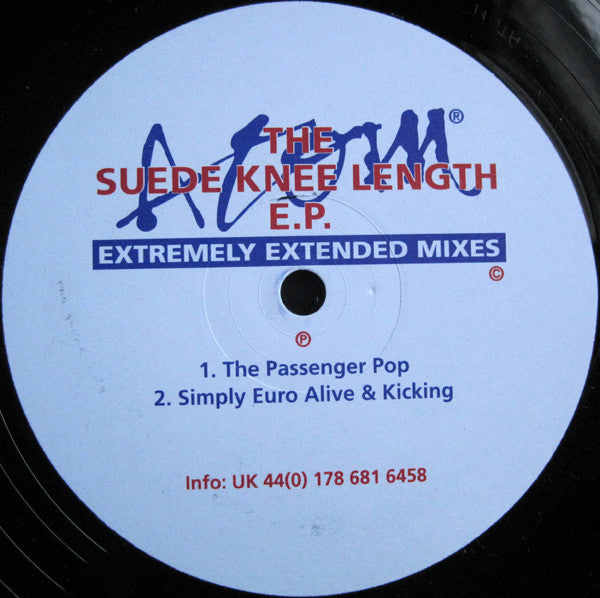 Atom®
THE
SUEDE KNEE LENGTH
E.P.
EXTREMELY EXTENDED MIXES
©
℗
1. The Passenger Pop
2. Simply Euro Alive & Kicking
Info: UK 44(0) 178 681 6458